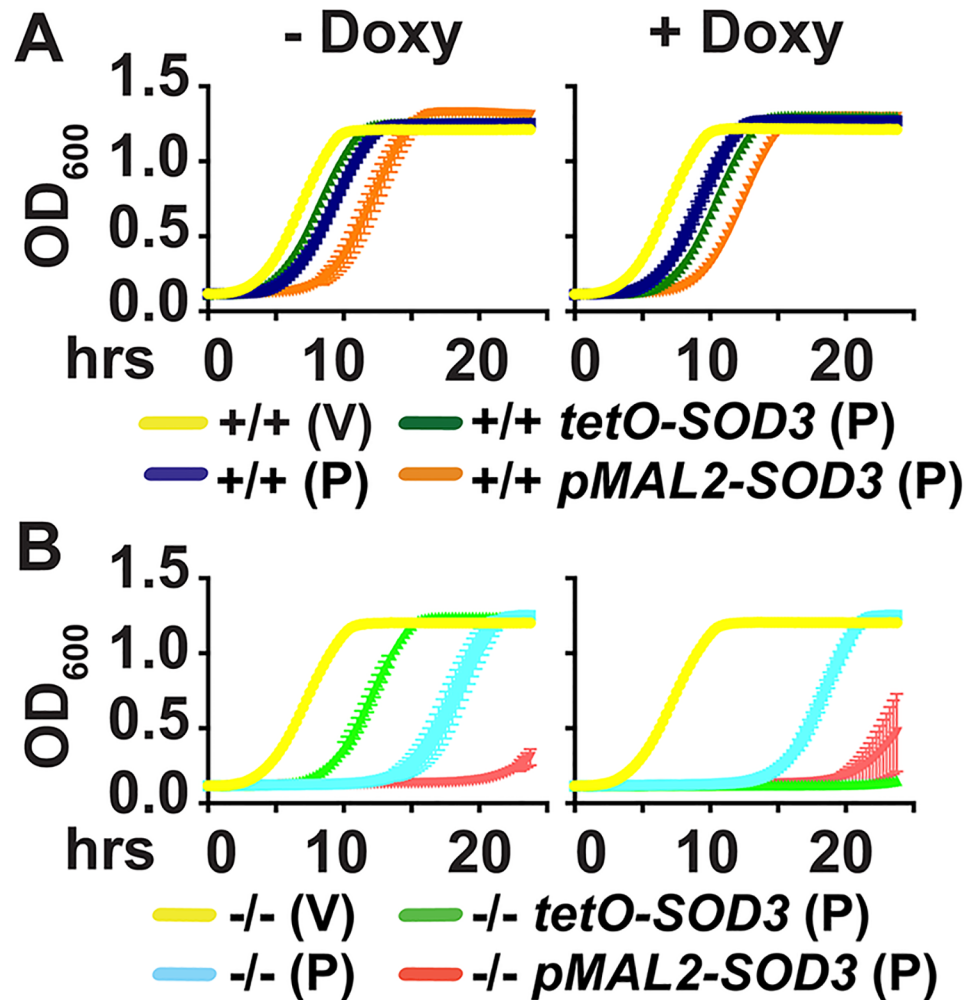 A - Doxy + Doxy
1.5
1.0
0.5
0.0
OD600
hrs 0 10 20 0 10 20
+/+ (V) +/+ tetO-SOD3 (P)
+/+ (P) +/+ pMAL2-SOD3 (P)
B
1.5
1.0
0.5
0.0
OD600
hrs 0 10 20 0 10 20
-/- (V) -/- tetO-SOD3 (P)
-/- (P) -/- pMAL2-SOD3 (P)